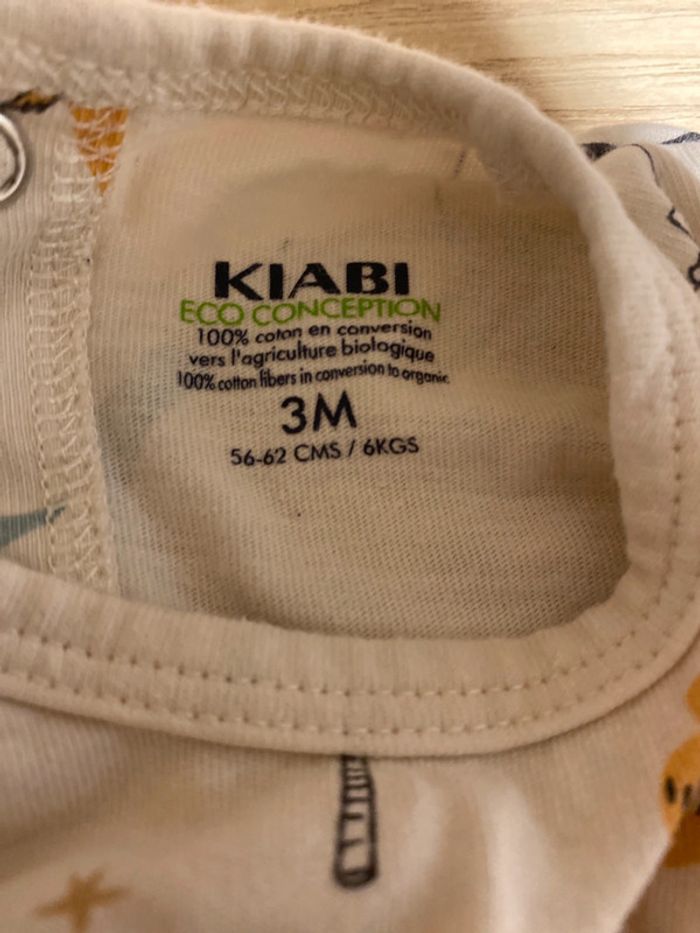 KIABI
ECO CONCEPTION
100% coton en conversion
vers l'agriculture biologique
100% cotton fibers in conversion to organic
3M
56-62 CMS / 6KGS